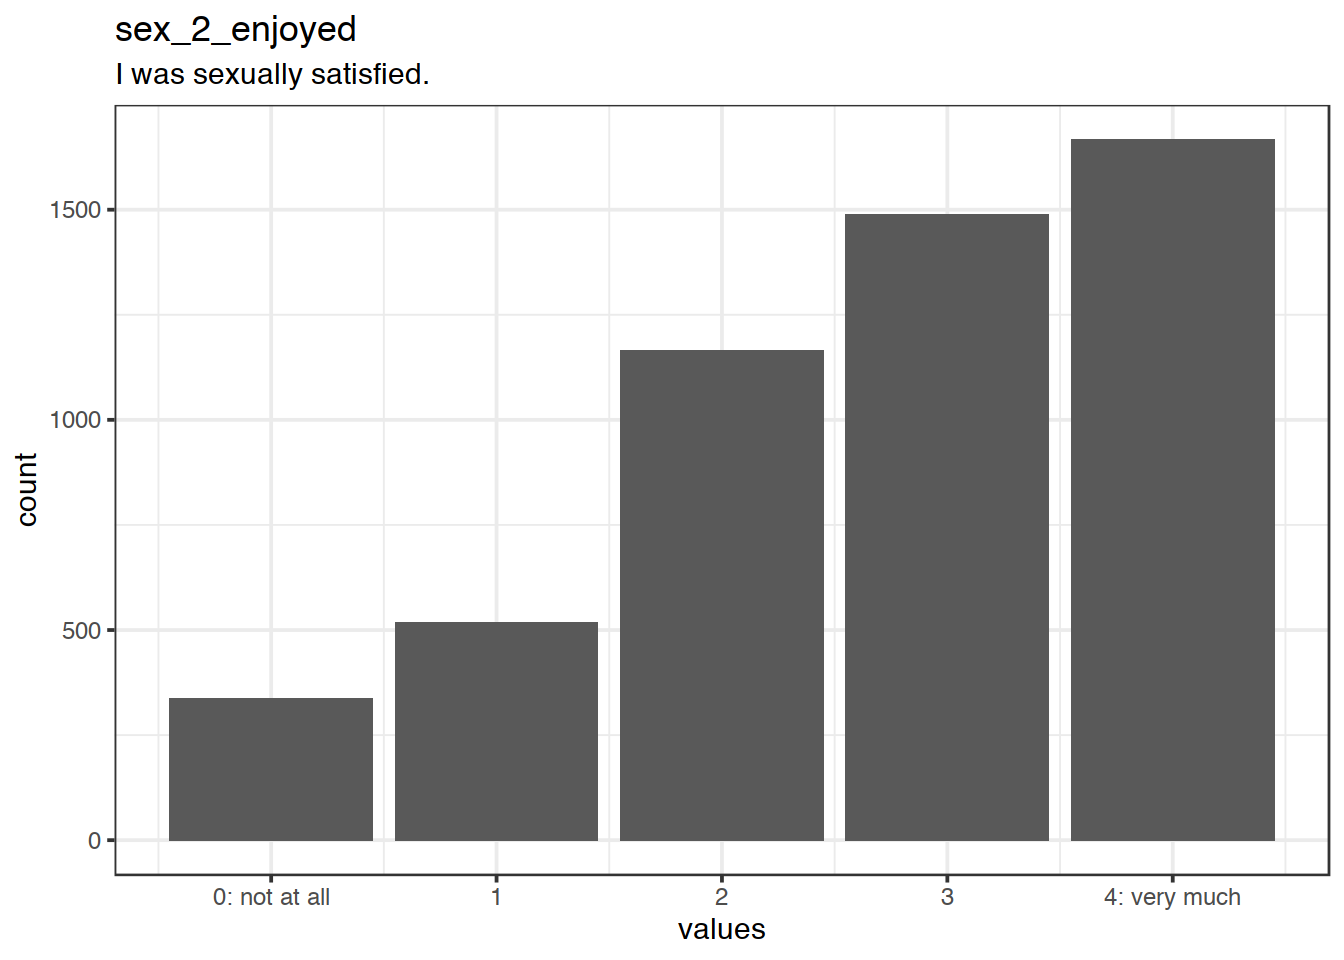 sex_2_enjoyed
I was sexually satisfied.
count
1500
1000
500
0
0: not at all 1 2 3 4: very much
values